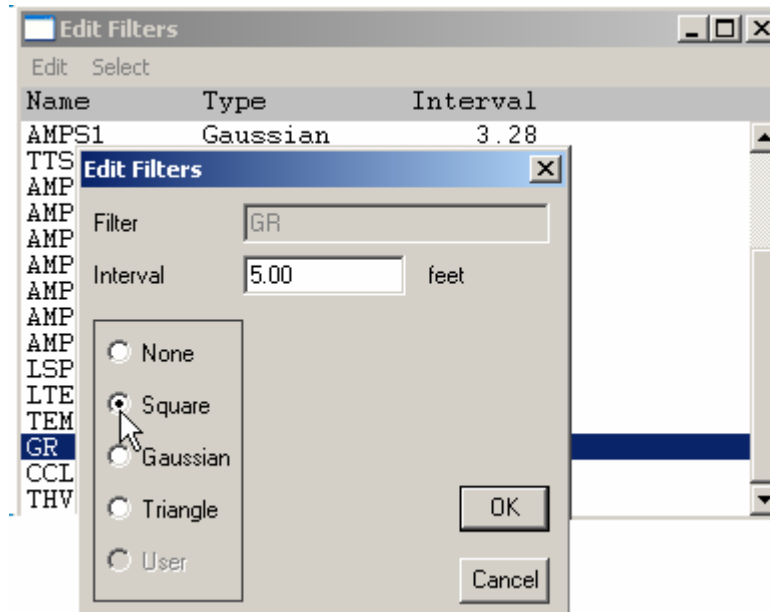 Edit Filters
Edit Select
Name Type Interval
AMPS1 Gaussian 3.28
TTS
AMP
AMP
AMP
AMP
AMP
AMP
AMP
LSP
LTE
TEM
GR
CCL
THV
Edit Filters
Filter GR
Interval 5.00 feet
None
Square
Gaussian
Triangle
User
OK
Cancel